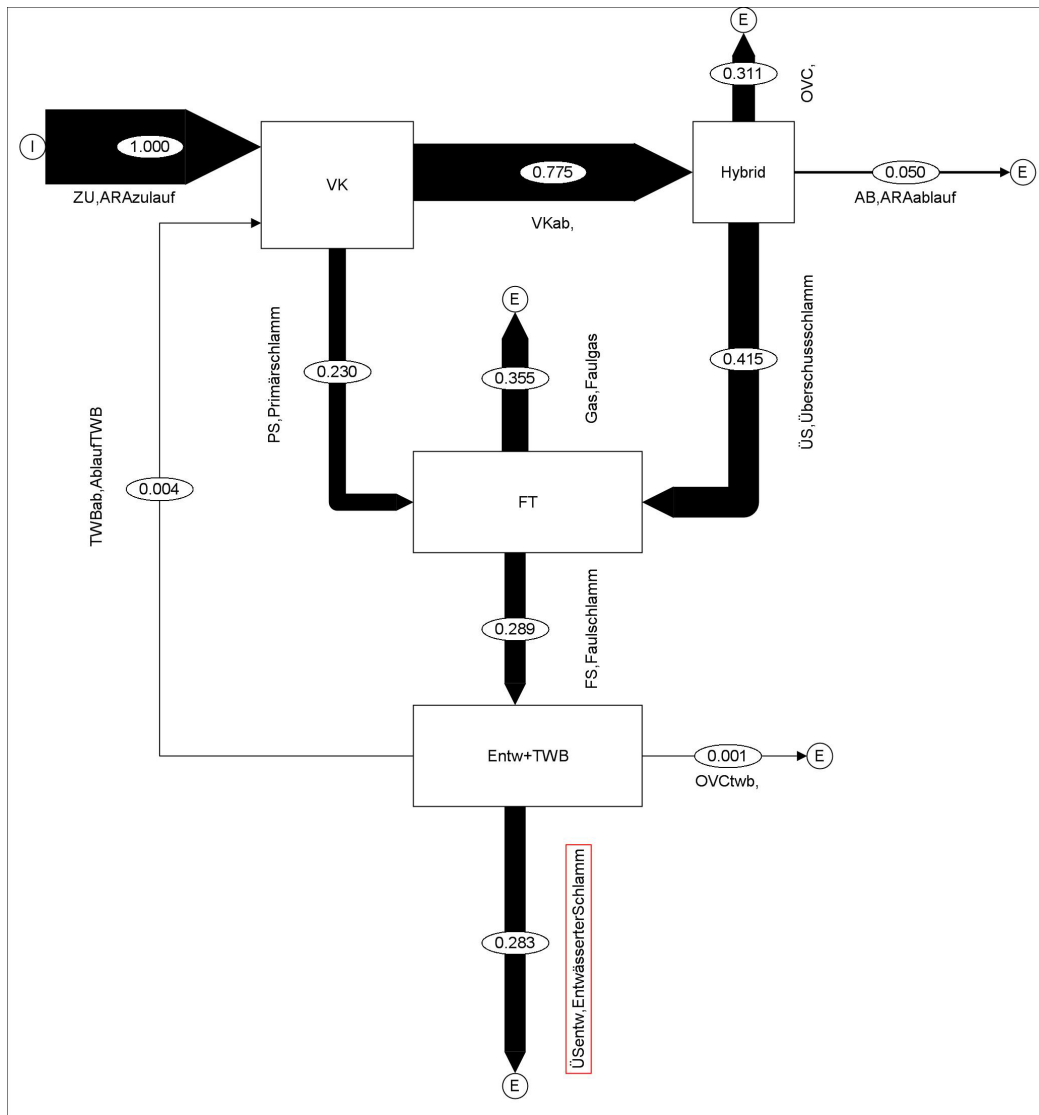 E
0.311
OVC,
I
1.000
ZU,ARAzulauf
VK
0.775
VKab,
Hybrid
0.050
AB,ARAablauf
E
E
0.230
PS,Primärschlamm
0.355
Gas,Faulgas
0.415
ÜS,Überschussschlamm
TWBab,AblaufTWB
0.004
FT
0.289
FS,Faulschlamm
Entw+TWB
0.001
OVCtwb,
E
0.283
ÜSentw,EntwässerterSchlamm
E